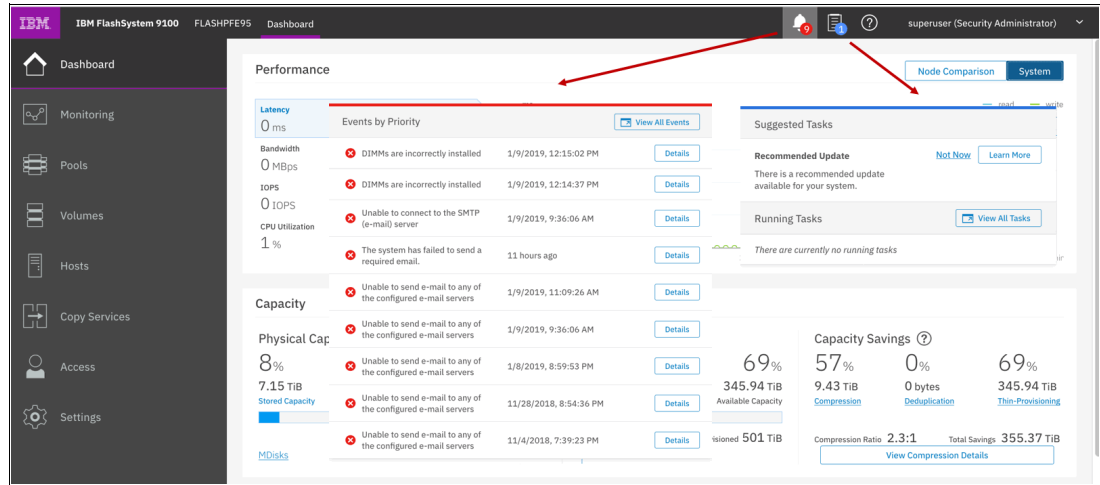 IBM IBM FlashSystem 9100 FLASHPFE95 Dashboard 9 1 superuser (Security Administrator)
Dashboard
Monitoring
Pools
Volumes
Hosts
Copy Services
Access
Settings
Performance
Node Comparison System
read write
Latency
0 ms
Bandwidth
0 MBps
IOPS
0 IOPS
CPU Utilization
1 %
Events by Priority View All Events
DIMMs are incorrectly installed 1/9/2019, 12:15:02 PM Details
DIMMs are incorrectly installed 1/9/2019, 12:14:37 PM Details
Unable to connect to the SMTP
(e-mail) server 1/9/2019, 9:36:06 AM Details
The system has failed to send a
required email. 11 hours ago Details
Unable to send e-mail to any of
the configured e-mail servers 1/9/2019, 11:09:26 AM Details
Unable to send e-mail to any of
the configured e-mail servers 1/9/2019, 9:36:06 AM Details
Unable to send e-mail to any of
the configured e-mail servers 1/8/2019, 8:59:53 PM Details
Unable to send e-mail to any of
the configured e-mail servers 11/28/2018, 8:54:36 PM Details
Unable to send e-mail to any of
the configured e-mail servers 11/4/2018, 7:39:23 PM Details
Suggested Tasks
Recommended Update Not Now Learn More
There is a recommended update
available for your system.
Running Tasks View All Tasks
There are currently no running tasks
Capacity
Physical Cap
8%
7.15 TiB
Stored Capacity
MDisks
69%
345.94 TiB
Available Capacity
501 TiB
Capacity Savings
57% 0% 69%
9.43 TiB 0 bytes 345.94 TiB
Compression Deduplication Thin-Provisioning
Compression Ratio 2.3:1 Total Savings 355.37 TiB
View Compression Details